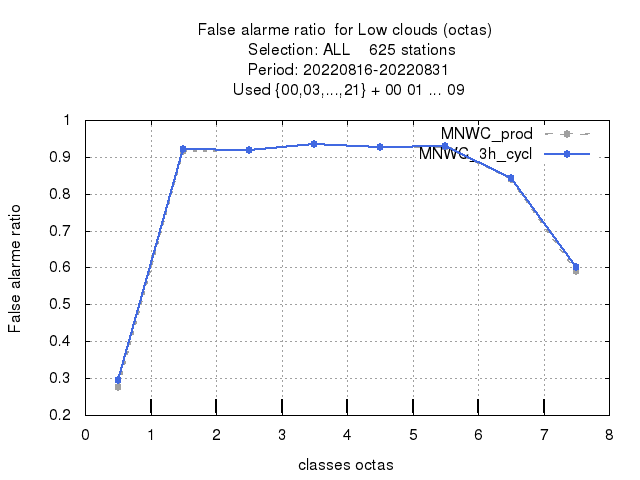 False alarme ratio  for Low clouds (octas)
Selection: ALL    625 stations
Period: 20220816-20220831
Used {00,03,...,21} + 00 01 ... 09
1
0.9
0.8
0.7
0.6
0.5
0.4
0.3
0.2
False alarme ratio
MNWC_prod
MNWC_3h_cycl
0 1 2 3 4 5 6 7 8
classes octas